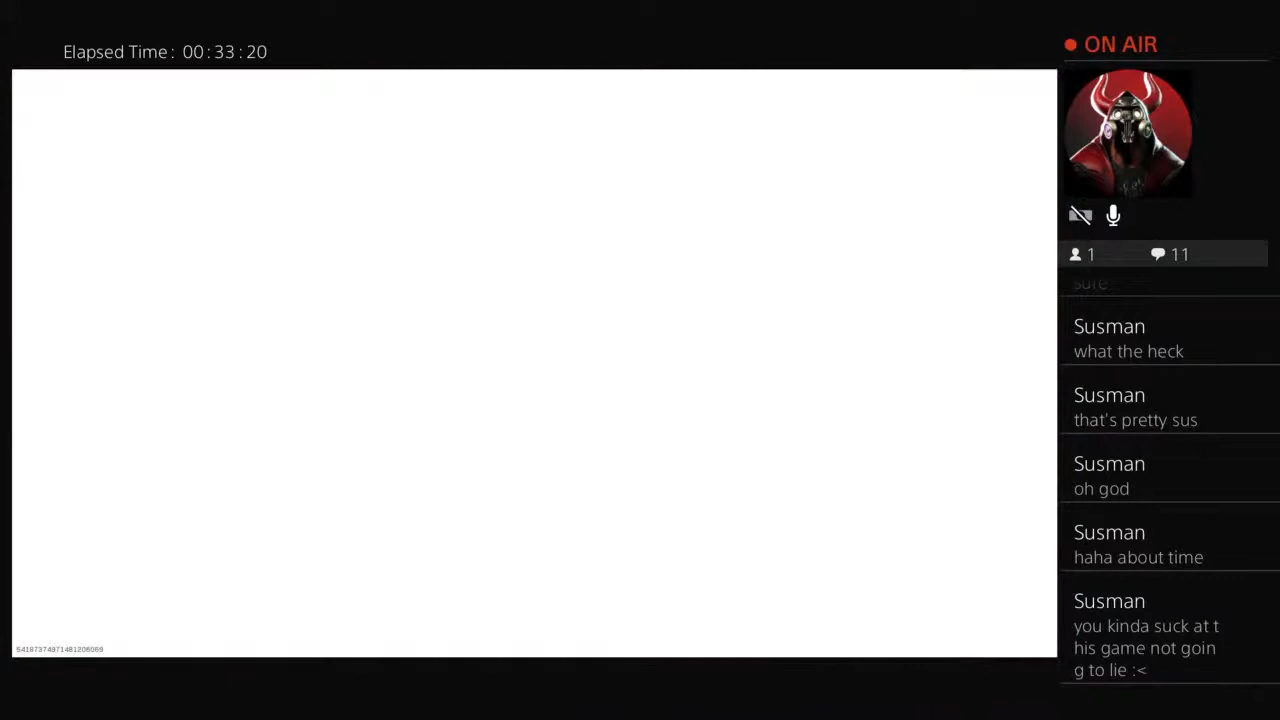 Elapsed Time: 00:33:20
ON AIR
1
11
sure
Susman
what the heck
Susman
that's pretty sus
Susman
oh god
Susman
haha about time
Susman
you kinda suck at t
his game not goin
g to lie :<